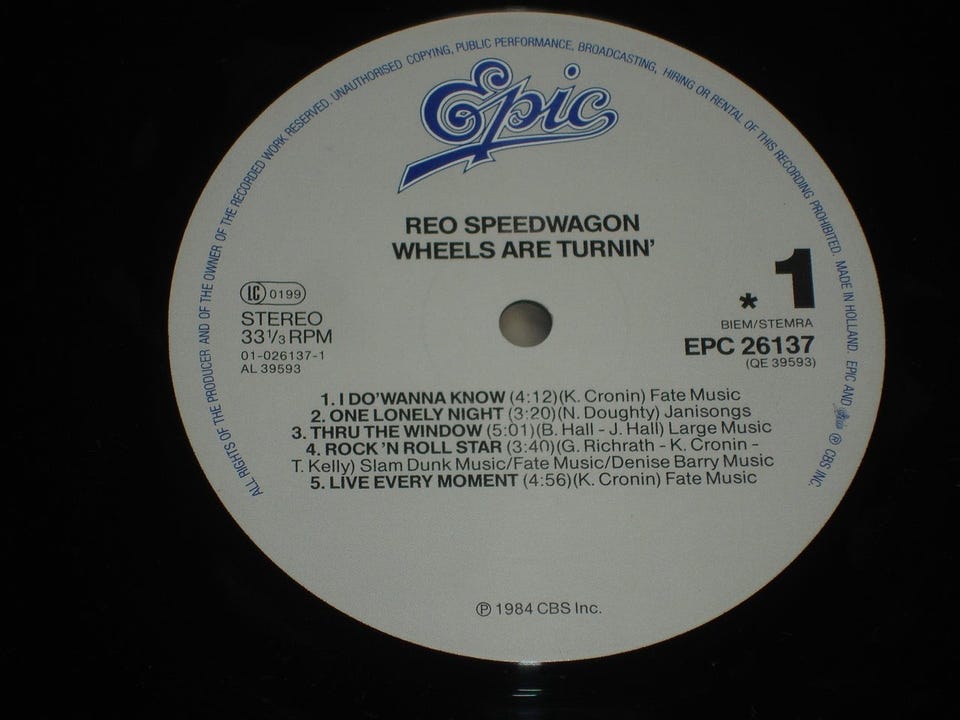 ALL RIGHTS OF THE PRODUCER AND OF THE OWNER OF THE RECORDED WORK RESERVED. UNAUTHORISED COPYING, PUBLIC PERFORMANCE, BROADCASTING, HIRING OR RENTAL OF THIS RECORDING PROHIBITED. MADE IN HOLLAND. EPIC AND ℗ CBS INC.
Epic
REO SPEEDWAGON
WHEELS ARE TURNIN'
LC 0199
STEREO
33⅓ RPM
01-026137-1
AL 39593
* 1
BIEM/STEMRA
EPC 26137
(QE 39593)
1. I DO'WANNA KNOW (4:12)(K. Cronin) Fate Music
2. ONE LONELY NIGHT (3:20)(N. Doughty) Janisongs
3. THRU THE WINDOW (5:01)(B. Hall - J. Hall) Large Music
4. ROCK 'N ROLL STAR (3:40)(G. Richrath - K. Cronin -
T. Kelly) Slam Dunk Music/Fate Music/Denise Barry Music
5. LIVE EVERY MOMENT (4:56)(K. Cronin) Fate Music
℗ 1984 CBS Inc.